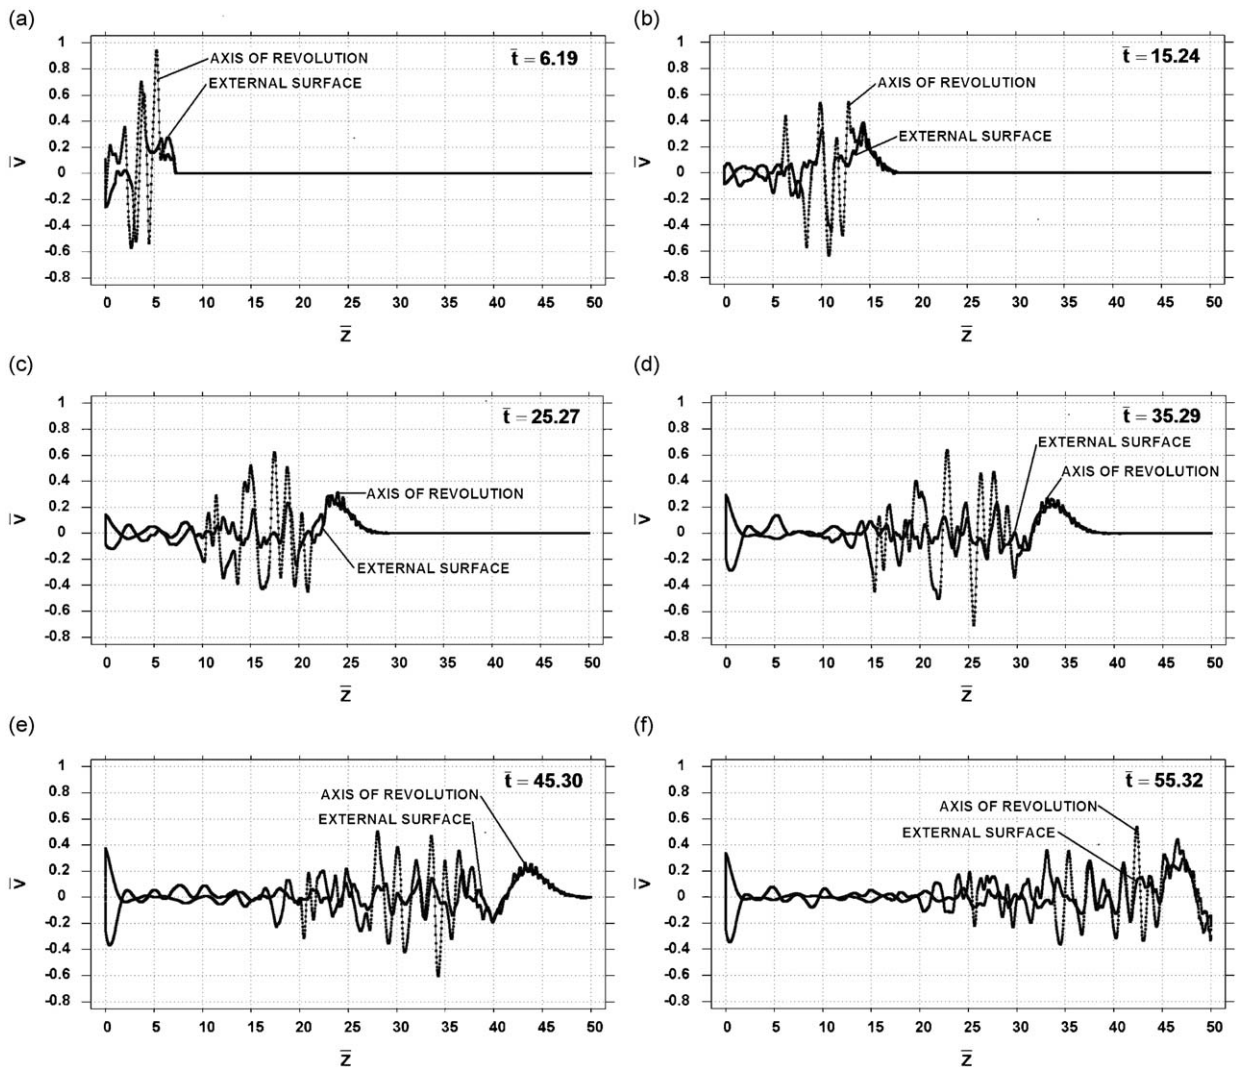 (a)
1
0.8
0.6
0.4
0.2
0
-0.2
-0.4
-0.6
-0.8
v̄
AXIS OF REVOLUTION
EXTERNAL SURFACE
t̄ = 6.19
0 5 10 15 20 25 30 35 40 45 50
z̄
(b)
1
0.8
0.6
0.4
0.2
0
-0.2
-0.4
-0.6
-0.8
v̄
t̄ = 15.24
AXIS OF REVOLUTION
EXTERNAL SURFACE
0 5 10 15 20 25 30 35 40 45 50
z̄
(c)
1
0.8
0.6
0.4
0.2
0
-0.2
-0.4
-0.6
-0.8
v̄
t̄ = 25.27
AXIS OF REVOLUTION
EXTERNAL SURFACE
0 5 10 15 20 25 30 35 40 45 50
z̄
(d)
1
0.8
0.6
0.4
0.2
0
-0.2
-0.4
-0.6
-0.8
v̄
t̄ = 35.29
EXTERNAL SURFACE
AXIS OF REVOLUTION
0 5 10 15 20 25 30 35 40 45 50
z̄
(e)
1
0.8
0.6
0.4
0.2
0
-0.2
-0.4
-0.6
-0.8
v̄
t̄ = 45.30
AXIS OF REVOLUTION
EXTERNAL SURFACE
0 5 10 15 20 25 30 35 40 45 50
z̄
(f)
1
0.8
0.6
0.4
0.2
0
-0.2
-0.4
-0.6
-0.8
v̄
t̄ = 55.32
AXIS OF REVOLUTION
EXTERNAL SURFACE
0 5 10 15 20 25 30 35 40 45 50
z̄